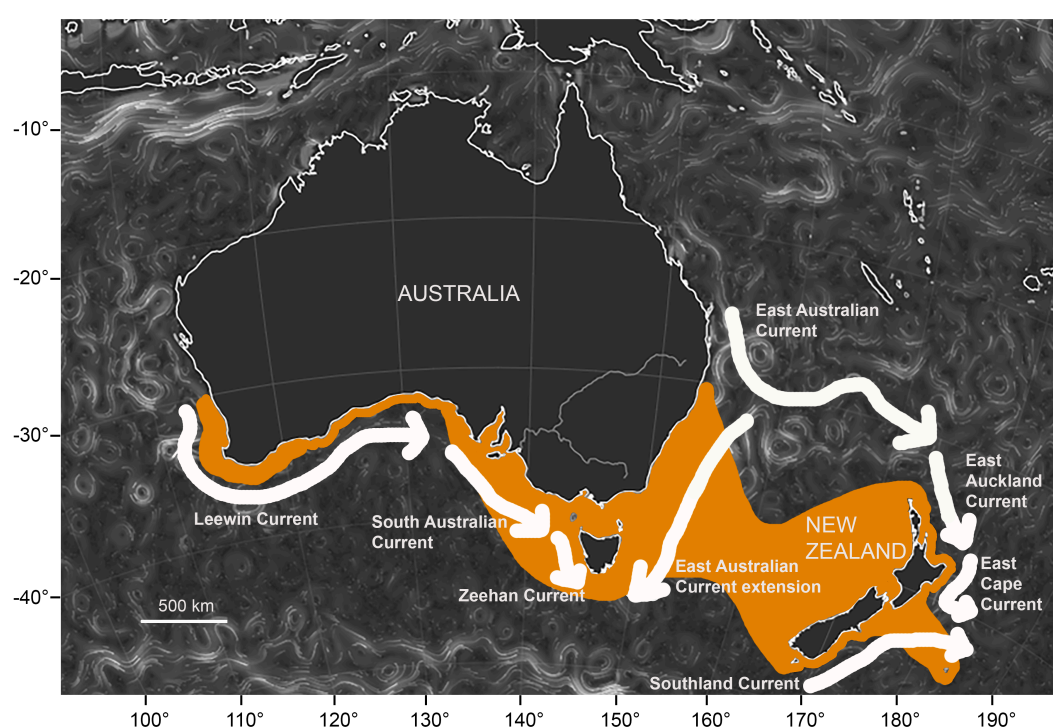 -10°
-20°
-30°
-40°
AUSTRALIA
East Australian
Current
East
Auckland
Current
Leewin Current
South Australian
Current
NEW
ZEALAND
East Australian
Current extension
East
Cape
Current
Zeehan Current
500 km
Southland Current
100°
110°
120°
130°
140°
150°
160°
170°
180°
190°